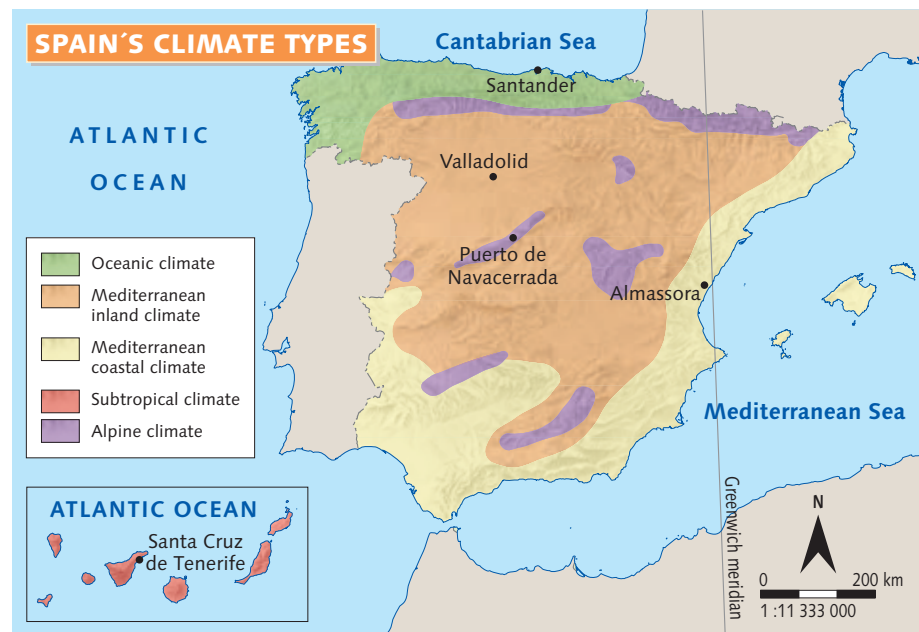 SPAIN´S CLIMATE TYPES
Cantabrian Sea
Santander
ATLANTIC
OCEAN
Valladolid
Puerto de
Navacerrada
Almassora
Oceanic climate
Mediterranean
inland climate
Mediterranean
coastal climate
Subtropical climate
Alpine climate
Mediterranean Sea
Greenwich meridian
ATLANTIC OCEAN
Santa Cruz
de Tenerife
N
0 200 km
1 :11 333 000